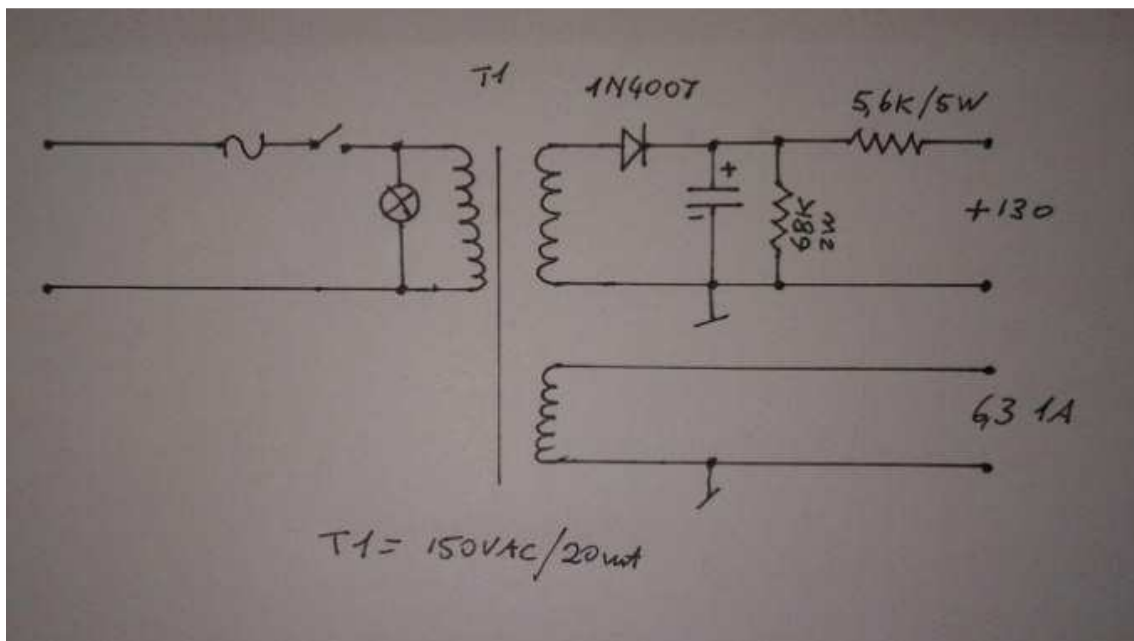 T1
1N4007
5,6K/5W
+
-
68K
2W
+130
6,3 1A
T1= 150VAC/20mA